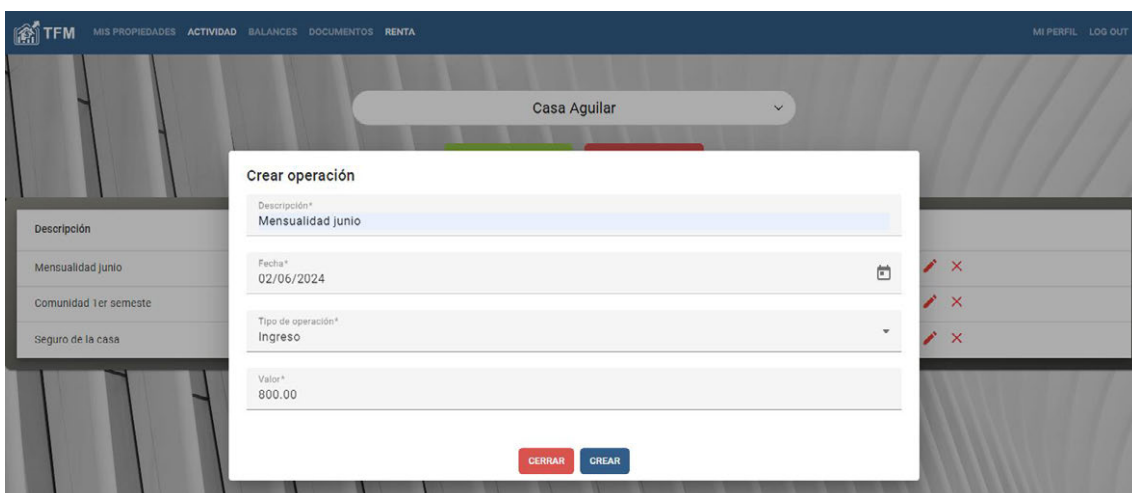 TFM MIS PROPIEDADES ACTIVIDAD BALANCES DOCUMENTOS RENTA MI PERFIL LOG OUT
Casa Aguilar
Crear operación
Descripción*
Mensualidad junio
Fecha*
02/06/2024
Tipo de operación*
Ingreso
Valor*
800.00
CERRAR CREAR
Descripción
Mensualidad junio
Comunidad 1er semeste
Seguro de la casa